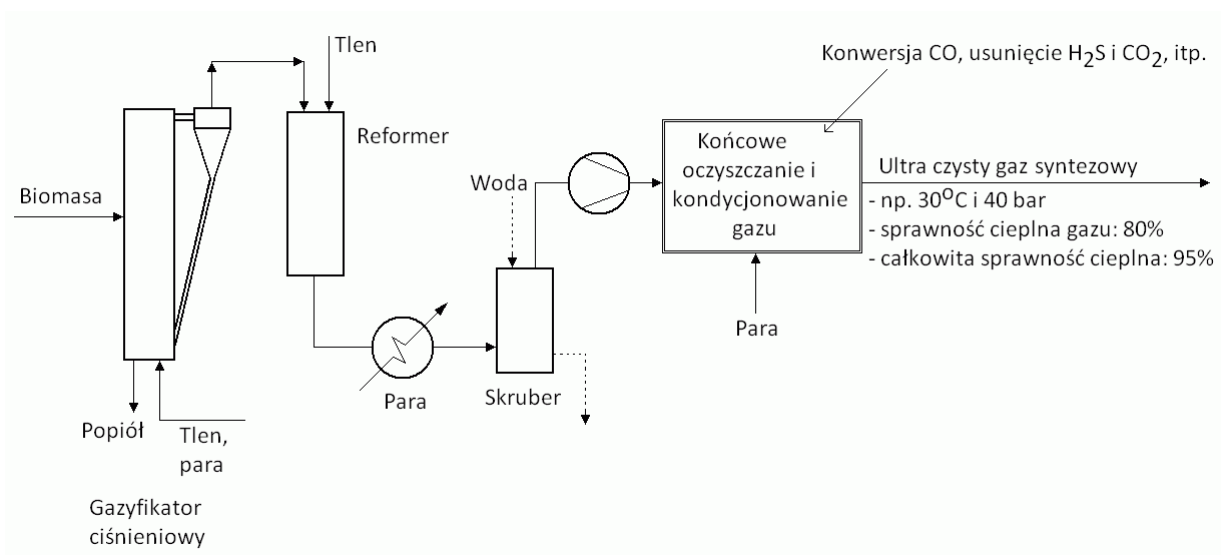 Tlen
Konwersja CO, usunięcie H2S i CO2, itp.
Reformer
Końcowe
oczyszczanie i
kondycjonowanie
gazu
Ultra czysty gaz syntezowy
- np. 30°C i 40 bar
- sprawność cieplna gazu: 80%
- całkowita sprawność cieplna: 95%
Woda
Biomasa
Para
Para
Skruber
Popiół
Tlen,
para
Gazyfikator
ciśnieniowy